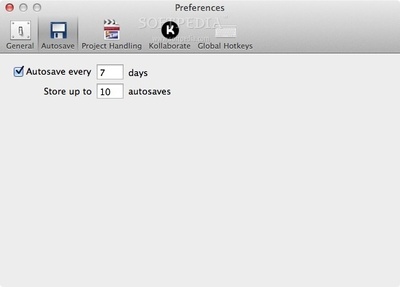 Preferences
SOFTPEDIA
General
Autosave
Project Handling
K
Kollaborate
Global Hotkeys
Autosave every 7 days
Store up to 10 autosaves